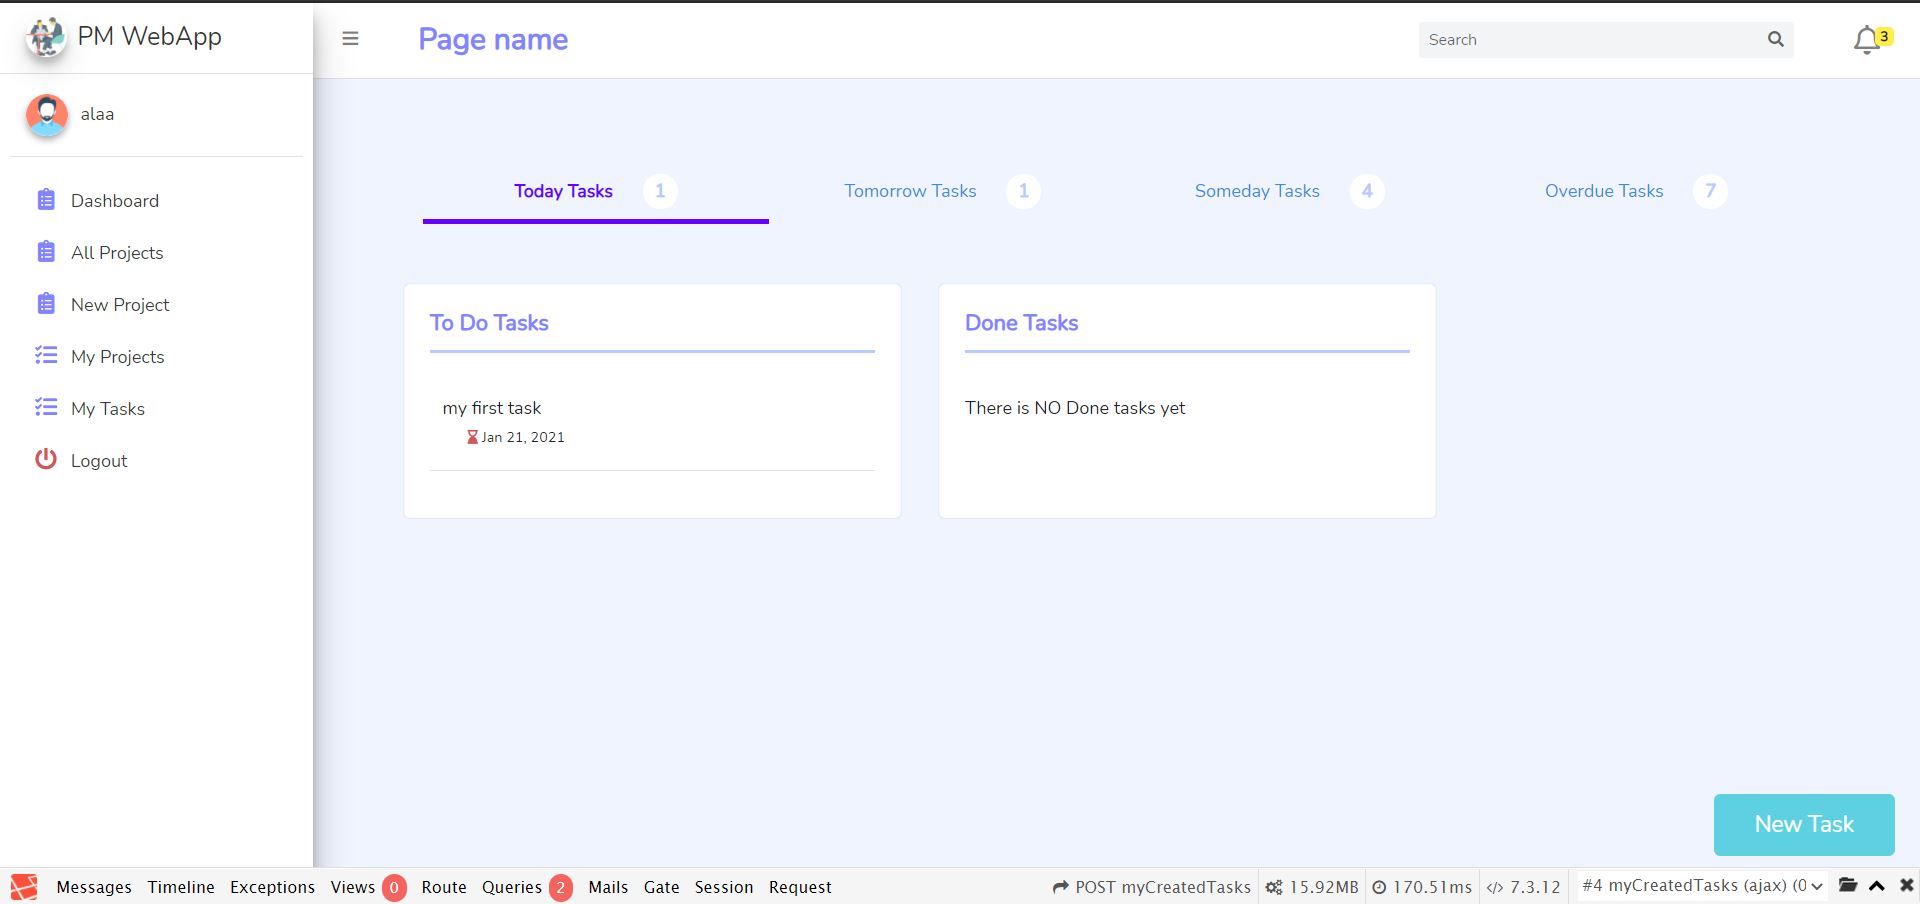 PM WebApp
Page name
Search
3
alaa
Dashboard
All Projects
New Project
My Projects
My Tasks
Logout
Today Tasks 1
Tomorrow Tasks 1
Someday Tasks 4
Overdue Tasks 7
To Do Tasks
my first task
Jan 21, 2021
Done Tasks
There is NO Done tasks yet
New Task
Messages Timeline Exceptions Views 0 Route Queries 2 Mails Gate Session Request POST myCreatedTasks 15.92MB 170.51ms </> 7.3.12 #4 myCreatedTasks (ajax) (0